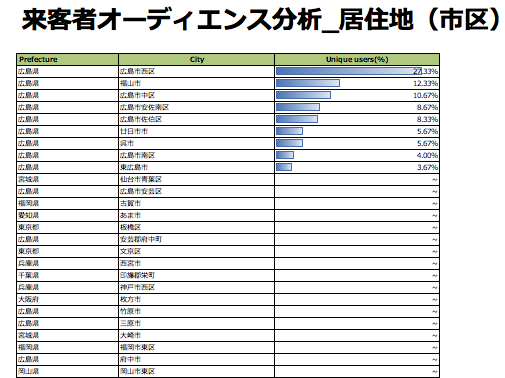 来客者オーディエンス分析_居住地（市区）
Prefecture City Unique users(%)
広島県 広島市西区 27.33%
広島県 福山市 12.33%
広島県 広島市中区 10.67%
広島県 広島市安佐南区 8.67%
広島県 広島市佐伯区 8.33%
広島県 廿日市市 5.67%
広島県 呉市 5.67%
広島県 広島市南区 4.00%
広島県 東広島市 3.67%
宮城県 仙台市青葉区 ~
広島県 広島市安芸区 ~
福岡県 古賀市 ~
愛知県 あま市 ~
東京都 板橋区 ~
広島県 安芸郡府中町 ~
東京都 文京区 ~
兵庫県 西宮市 ~
千葉県 印旛郡栄町 ~
兵庫県 神戸市西区 ~
大阪府 枚方市 ~
広島県 竹原市 ~
広島県 三原市 ~
宮城県 大崎市 ~
福岡県 福岡市東区 ~
広島県 府中市 ~
岡山県 岡山市東区 ~